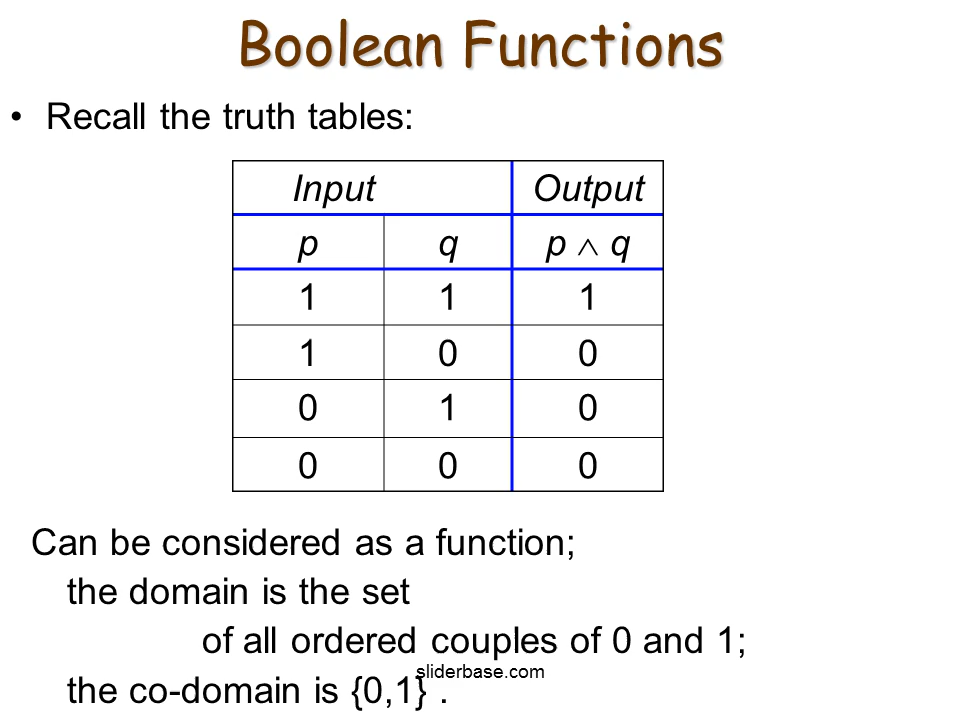 Boolean Functions
• Recall the truth tables:
Input Output
p q p ∧ q
1 1 1
1 0 0
0 1 0
0 0 0
Can be considered as a function;
the domain is the set
of all ordered couples of 0 and 1;
sliderbase.com
the co-domain is {0,1} .